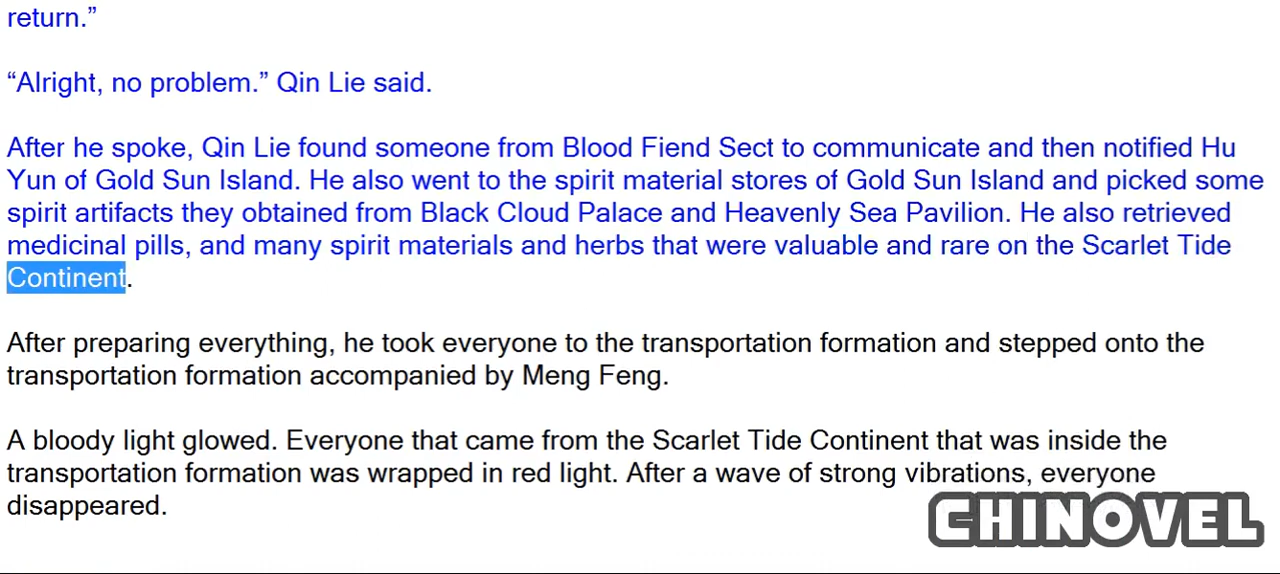 return.”
“Alright, no problem.” Qin Lie said.
After he spoke, Qin Lie found someone from Blood Fiend Sect to communicate and then notified Hu
Yun of Gold Sun Island. He also went to the spirit material stores of Gold Sun Island and picked some
spirit artifacts they obtained from Black Cloud Palace and Heavenly Sea Pavilion. He also retrieved
medicinal pills, and many spirit materials and herbs that were valuable and rare on the Scarlet Tide
Continent.
After preparing everything, he took everyone to the transportation formation and stepped onto the
transportation formation accompanied by Meng Feng.
A bloody light glowed. Everyone that came from the Scarlet Tide Continent that was inside the
transportation formation was wrapped in red light. After a wave of strong vibrations, everyone
disappeared.
CHINOVEL